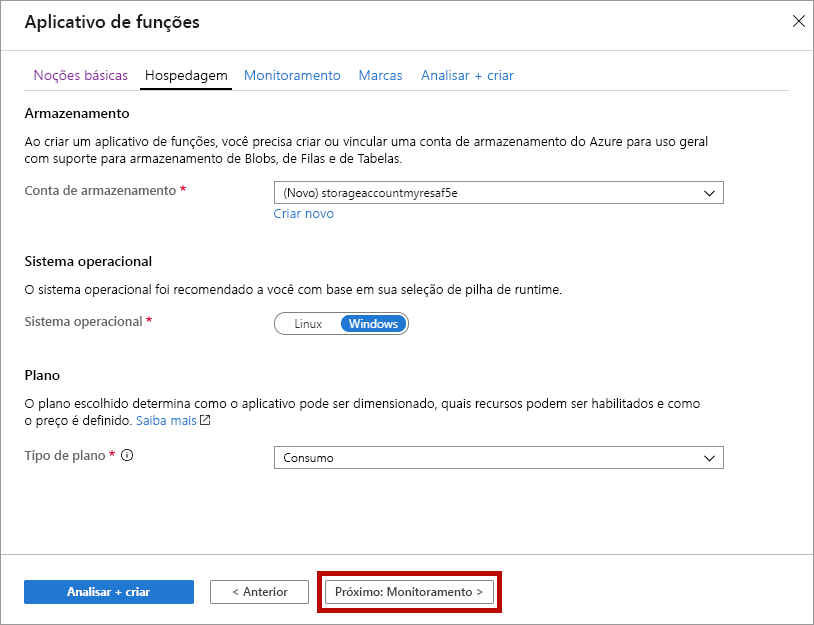 Aplicativo de funções
Noções básicas Hospedagem Monitoramento Marcas Analisar + criar
Armazenamento
Ao criar um aplicativo de funções, você precisa criar ou vincular uma conta de armazenamento do Azure para uso geral
com suporte para armazenamento de Blobs, de Filas e de Tabelas.
Conta de armazenamento * (Novo) storageaccountmyresaf5e
Criar novo
Sistema operacional
O sistema operacional foi recomendado a você com base em sua seleção de pilha de runtime.
Sistema operacional * Linux Windows
Plano
O plano escolhido determina como o aplicativo pode ser dimensionado, quais recursos podem ser habilitados e como
o preço é definido. Saiba mais
Tipo de plano * Consumo
Analisar + criar < Anterior Próximo: Monitoramento >